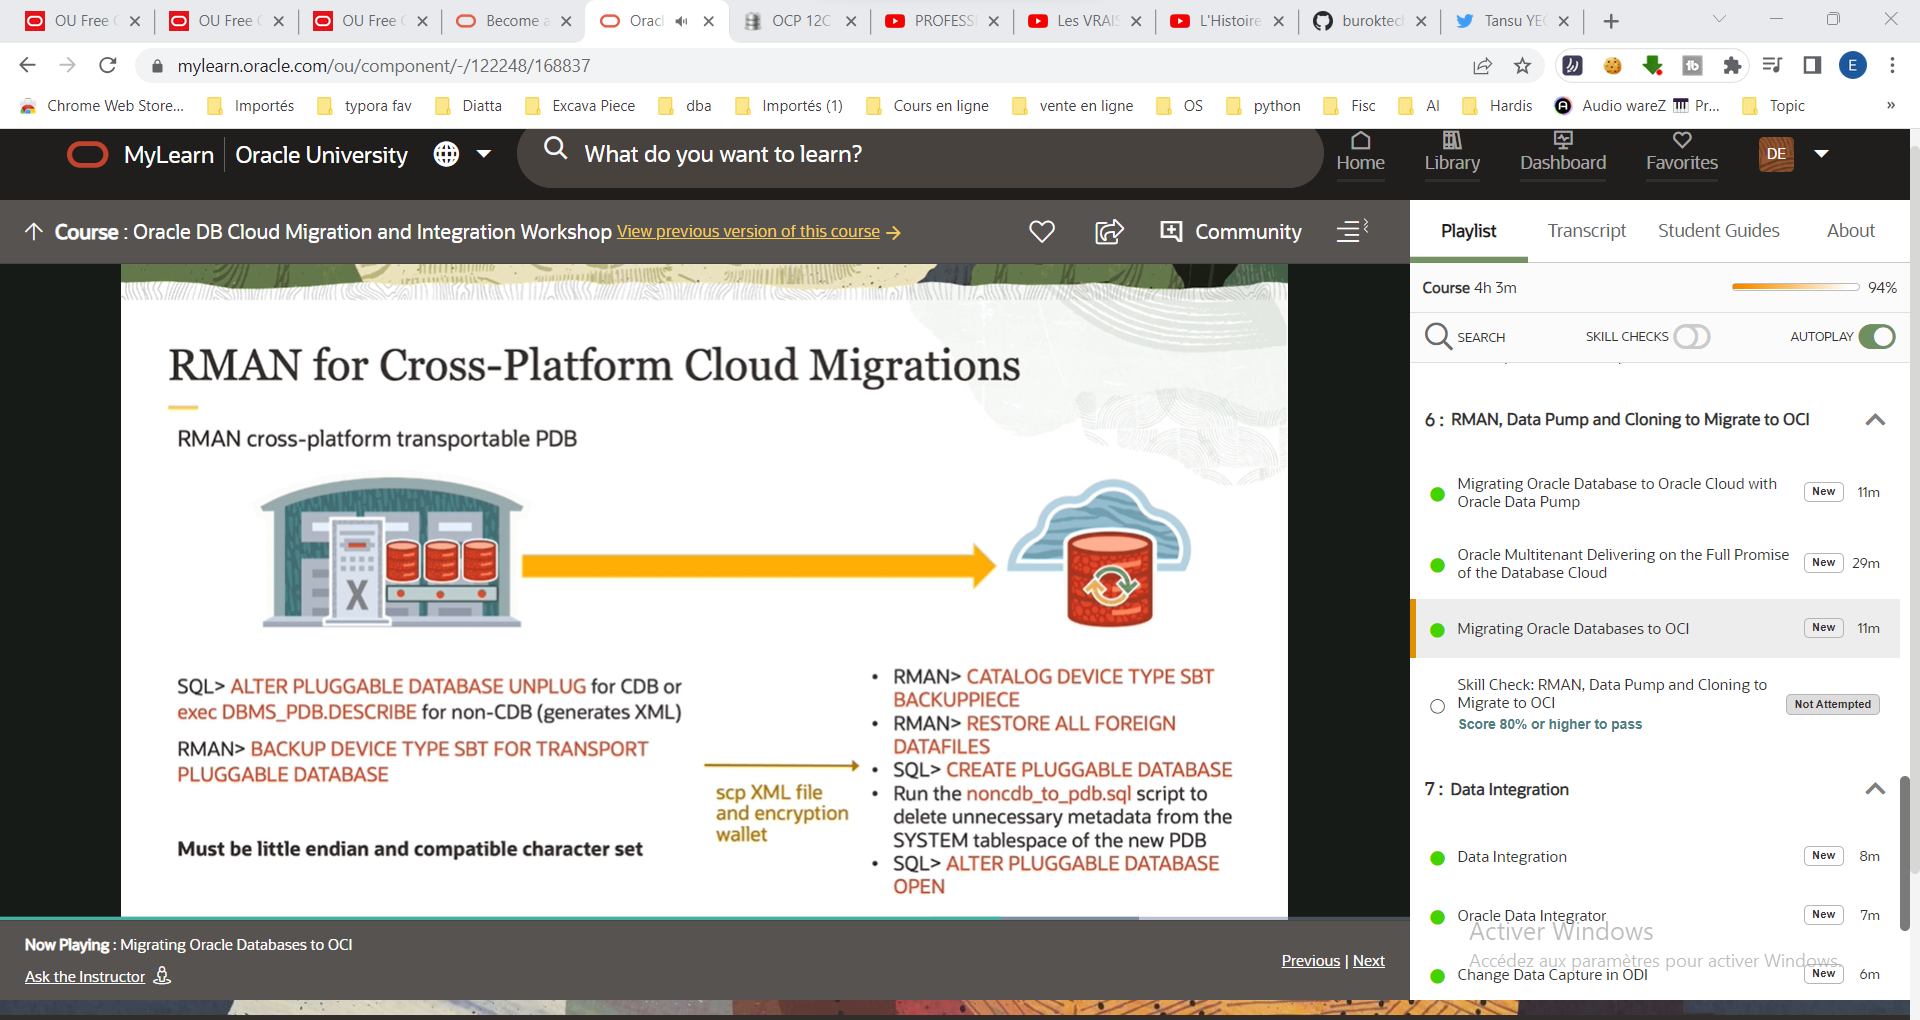 OU Free
OU Free
OU Free
Become a
Oracl
OCP 12C
PROFESS
Les VRAI
L'Histoire
buroktec
Tansu YE
mylearn.oracle.com/ou/component/-/122248/168837
E
Chrome Web Store...
Importés
typora fav
Diatta
Excava Piece
dba
Importés (1)
Cours en ligne
vente en ligne
OS
python
Fisc
AI
Hardis
Audio wareZ
Pr...
Topic
»
MyLearn
Oracle University
What do you want to learn?
Home
Library
Dashboard
Favorites
DE
Course : Oracle DB Cloud Migration and Integration Workshop View previous version of this course →
Community
Playlist
Transcript
Student Guides
About
Course 4h 3m
94%
SEARCH
SKILL CHECKS
AUTOPLAY
RMAN for Cross-Platform Cloud Migrations
RMAN cross-platform transportable PDB
X
SQL> ALTER PLUGGABLE DATABASE UNPLUG for CDB or
exec DBMS_PDB.DESCRIBE for non-CDB (generates XML)
RMAN> BACKUP DEVICE TYPE SBT FOR TRANSPORT
PLUGGABLE DATABASE
Must be little endian and compatible character set
scp XML file
and encryption
wallet
• RMAN> CATALOG DEVICE TYPE SBT
BACKUPPIECE
• RMAN> RESTORE ALL FOREIGN
DATAFILES
• SQL> CREATE PLUGGABLE DATABASE
• Run the noncdb_to_pdb.sql script to
delete unnecessary metadata from the
SYSTEM tablespace of the new PDB
• SQL> ALTER PLUGGABLE DATABASE
OPEN
6 : RMAN, Data Pump and Cloning to Migrate to OCI
Migrating Oracle Database to Oracle Cloud with
Oracle Data Pump
New
11m
Oracle Multitenant Delivering on the Full Promise
of the Database Cloud
New
29m
Migrating Oracle Databases to OCI
New
11m
Skill Check: RMAN, Data Pump and Cloning to
Migrate to OCI
Score 80% or higher to pass
Not Attempted
7 : Data Integration
Data Integration
New
8m
Oracle Data Integrator
New
7m
Change Data Capture in ODI
New
6m
Activer Windows
Accédez aux paramètres pour activer Windows.
Now Playing : Migrating Oracle Databases to OCI
Ask the Instructor
Previous | Next